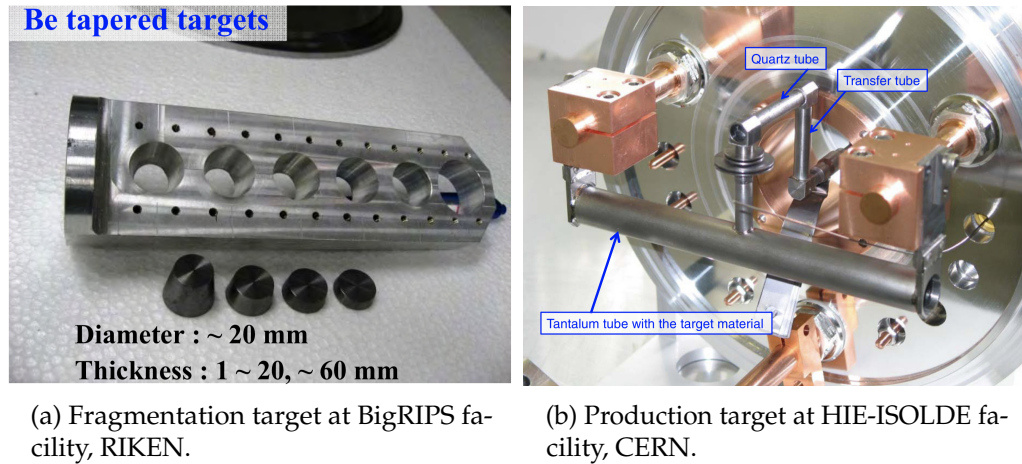 Be tapered targets
Diameter : ~ 20 mm
Thickness : 1 ~ 20, ~ 60 mm
Quartz tube
Transfer tube
Tantalum tube with the target material
(a) Fragmentation target at BigRIPS fa-
cility, RIKEN.
(b) Production target at HIE-ISOLDE fa-
cility, CERN.